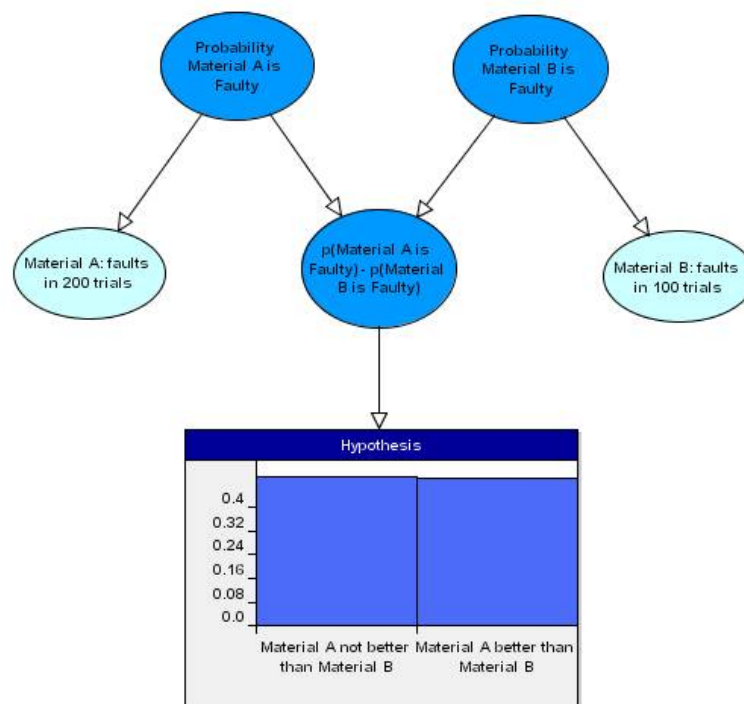 Probability
Material A is
Faulty
Probability
Material B is
Faulty
Material A: faults
in 200 trials
p(Material A is
Faulty) - p(Material
B is Faulty)
Material B: faults
in 100 trials
Hypothesis
0.4
0.32
0.24
0.16
0.08
0.0
Material A not better
than Material B
Material A better than
Material B